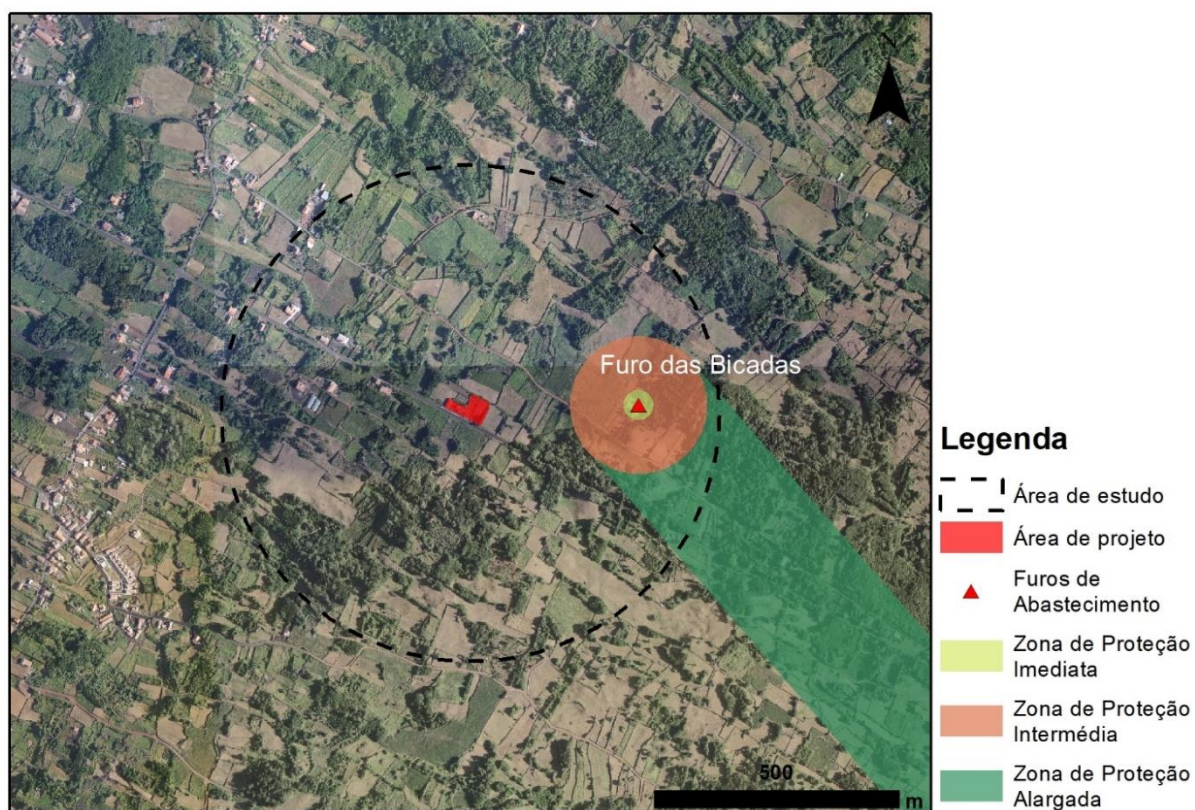 Furo das Bicadas
500
m
Legenda
Área de estudo
Área de projeto
Furos de
Abastecimento
Zona de Proteção
Imediata
Zona de Proteção
Intermédia
Zona de Proteção
Alargada